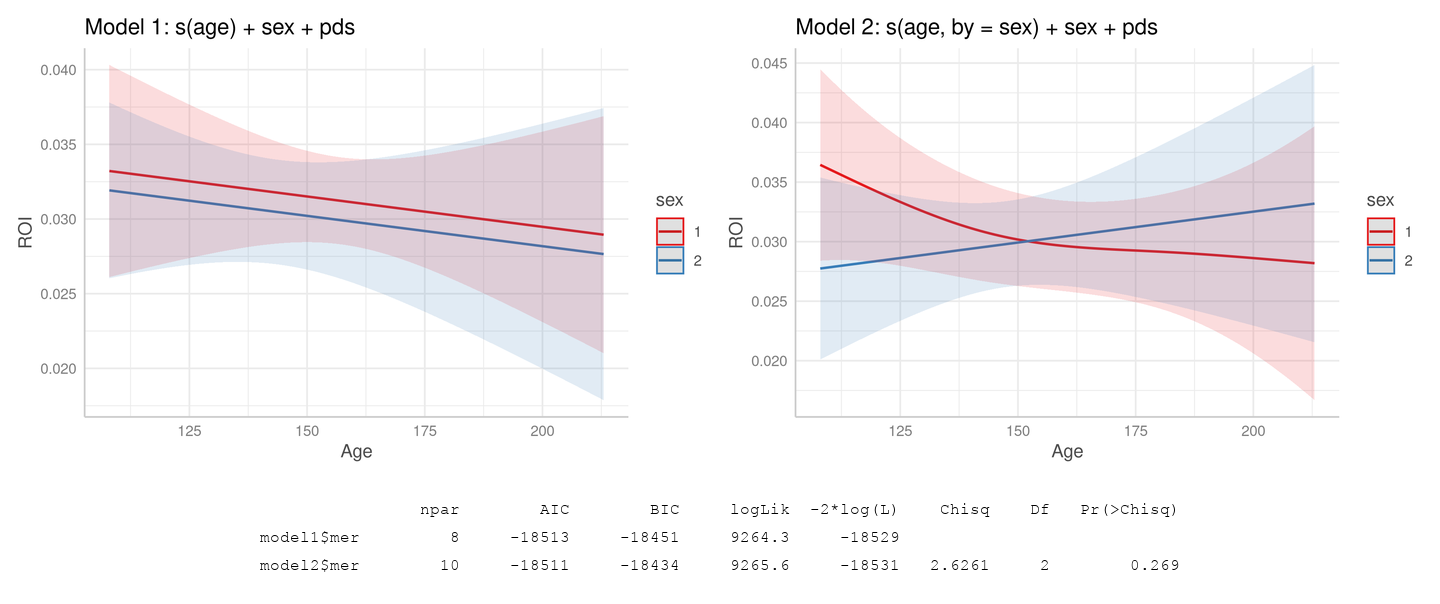 Model 1: s(age) + sex + pds
0.040
0.035
0.030
0.025
0.020
ROI
125 150 175 200
Age
sex
1
2
Model 2: s(age, by = sex) + sex + pds
0.045
0.040
0.035
0.030
0.025
0.020
ROI
125 150 175 200
Age
sex
1
2
npar AIC BIC logLik -2*log(L) Chisq Df Pr(>Chisq)
model1$mer 8 -18513 -18451 9264.3 -18529
model2$mer 10 -18511 -18434 9265.6 -18531 2.6261 2 0.269